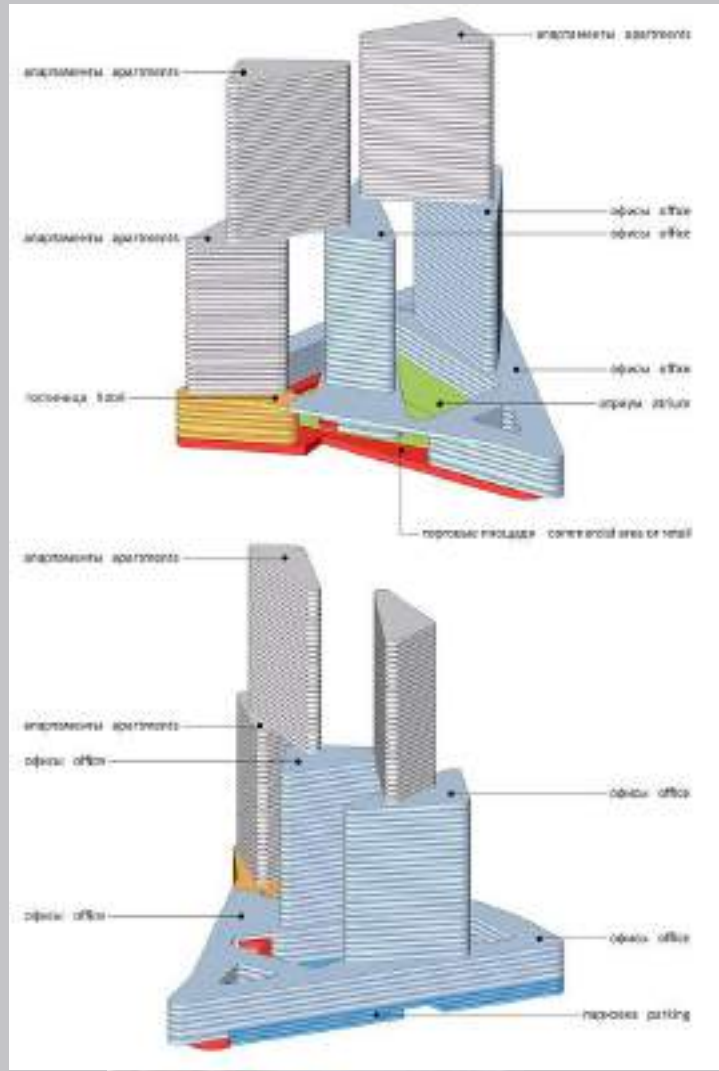 апартаменты apartments
апартаменты apartments
апартаменты apartments
офисы office
офисы office
офисы office
гостиница hotel
атриум atrium
торговые площади commercial area or retail
апартаменты apartments
апартаменты apartments
офисы office
офисы office
офисы office
офисы office
парковка parking